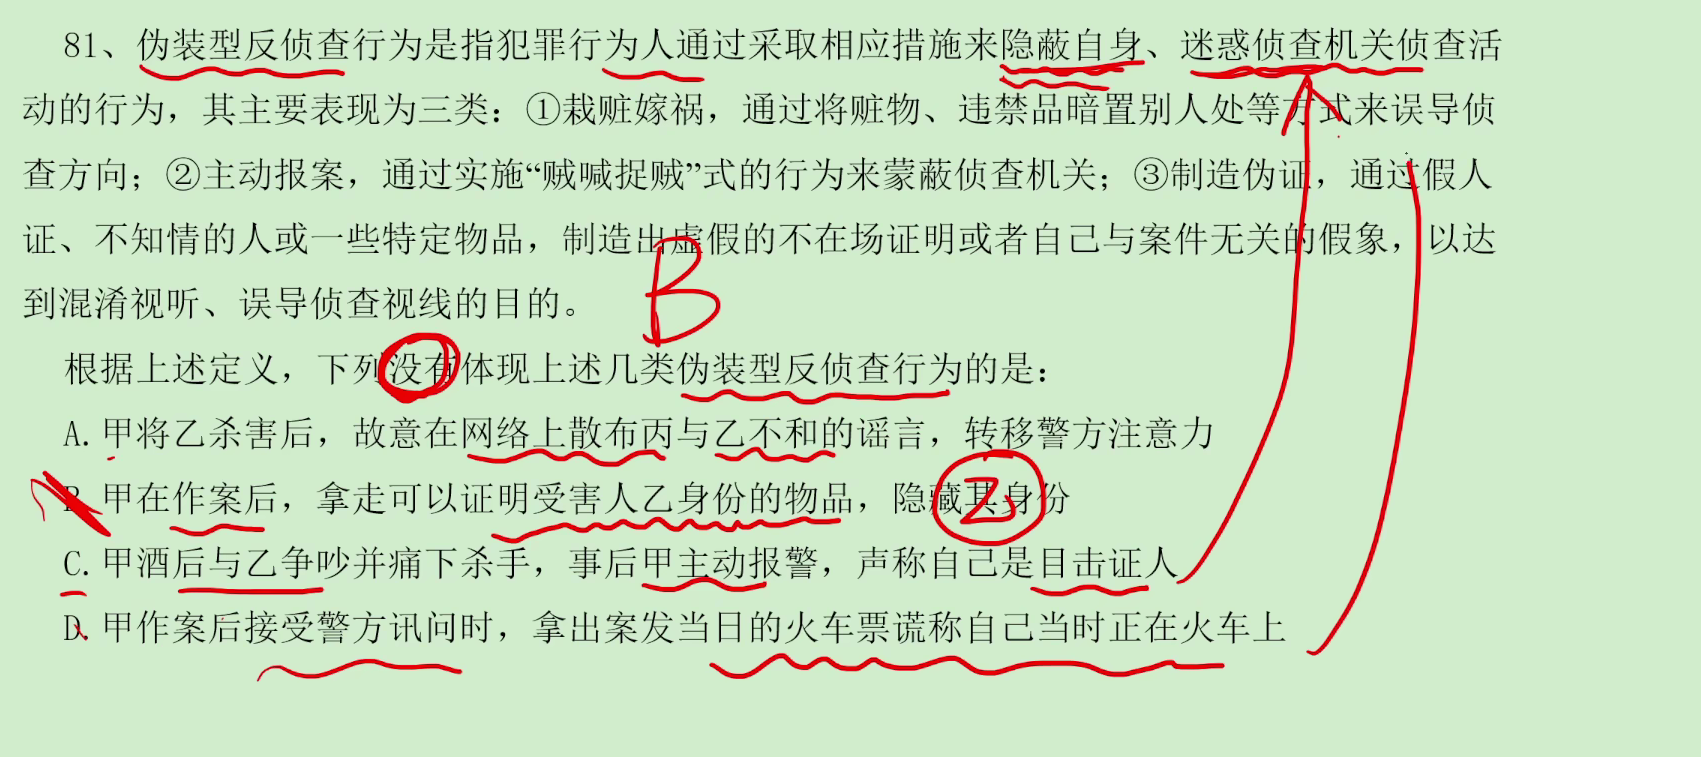 81、伪装型反侦查行为是指犯罪行为人通过采取相应措施来隐蔽自身、迷惑侦查机关侦查活
动的行为，其主要表现为三类：①栽赃嫁祸，通过将赃物、违禁品暗置别人处等方式来误导侦
查方向；②主动报案，通过实施“贼喊捉贼”式的行为来蒙蔽侦查机关；③制造伪证，通过假人
证、不知情的人或一些特定物品，制造出虚假的不在场证明或者自己与案件无关的假象，以达
到混淆视听、误导侦查视线的目的。
B
根据上述定义，下列没有体现上述几类伪装型反侦查行为的是：
A.甲将乙杀害后，故意在网络上散布丙与乙不和的谣言，转移警方注意力
B.甲在作案后，拿走可以证明受害人乙身份的物品，隐藏其身份
乙
C.甲酒后与乙争吵并痛下杀手，事后甲主动报警，声称自己是目击证人
D.甲作案后接受警方讯问时，拿出案发当日的火车票谎称自己当时正在火车上